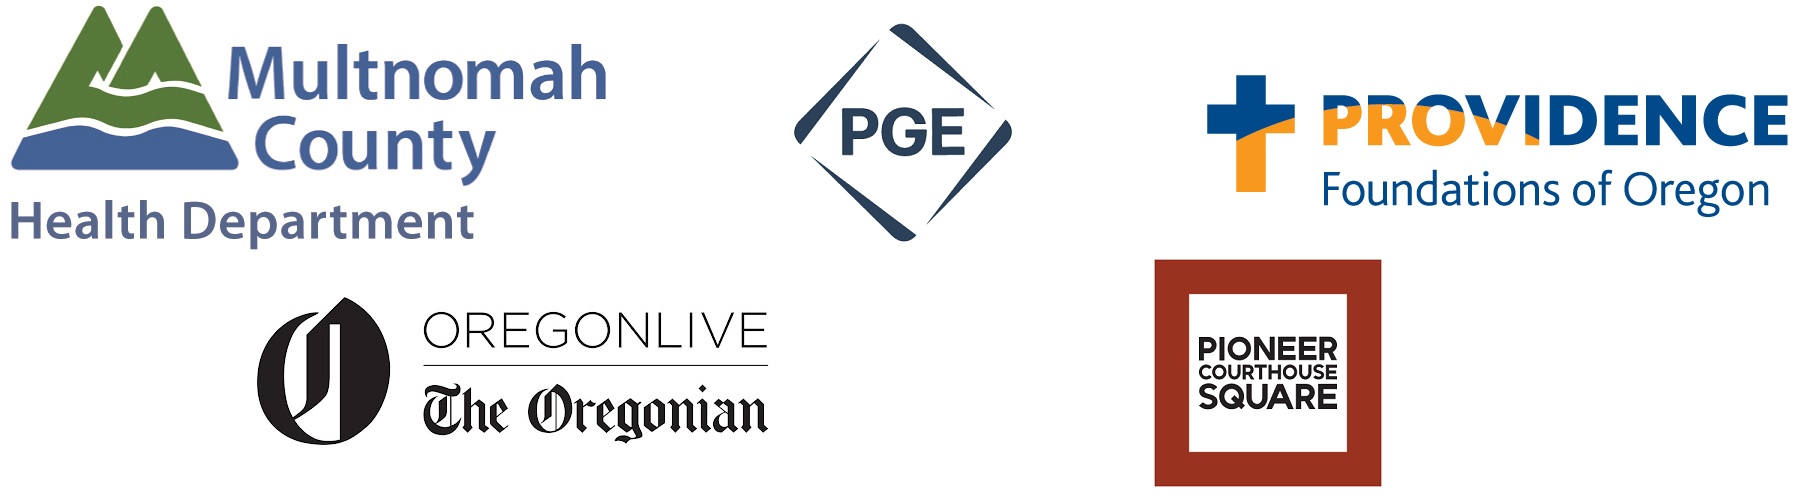 Multnomah
County
Health Department
PGE
PROVIDENCE
Foundations of Oregon
O
OREGONLIVE
The Oregonian
PIONEER
COURTHOUSE
SQUARE